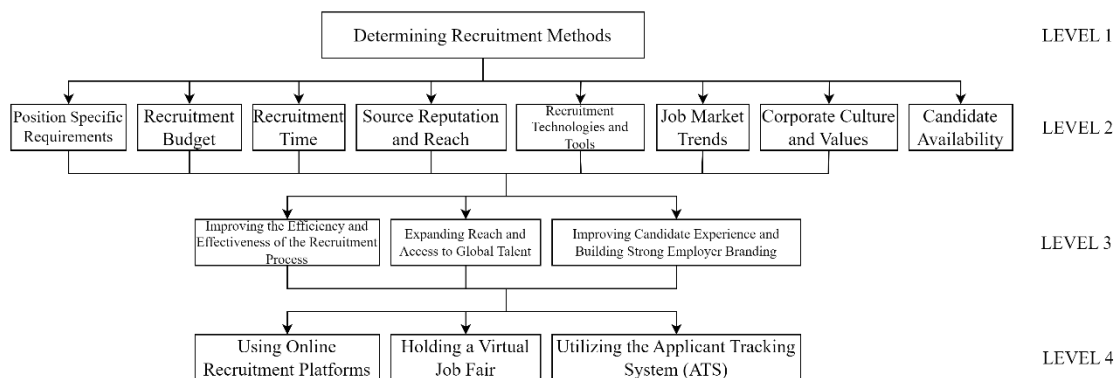 Determining Recruitment Methods
LEVEL 1
Position Specific
Requirements
Recruitment
Budget
Recruitment
Time
Source Reputation
and Reach
Recruitment
Technologies and
Tools
Job Market
Trends
Corporate Culture
and Values
Candidate
Availability
LEVEL 2
Improving the Efficiency and
Effectiveness of the Recruitment
Process
Expanding Reach and
Access to Global Talent
Improving Candidate Experience and
Building Strong Employer Branding
LEVEL 3
Using Online
Recruitment Platforms
Holding a Virtual
Job Fair
Utilizing the Applicant Tracking
System (ATS)
LEVEL 4